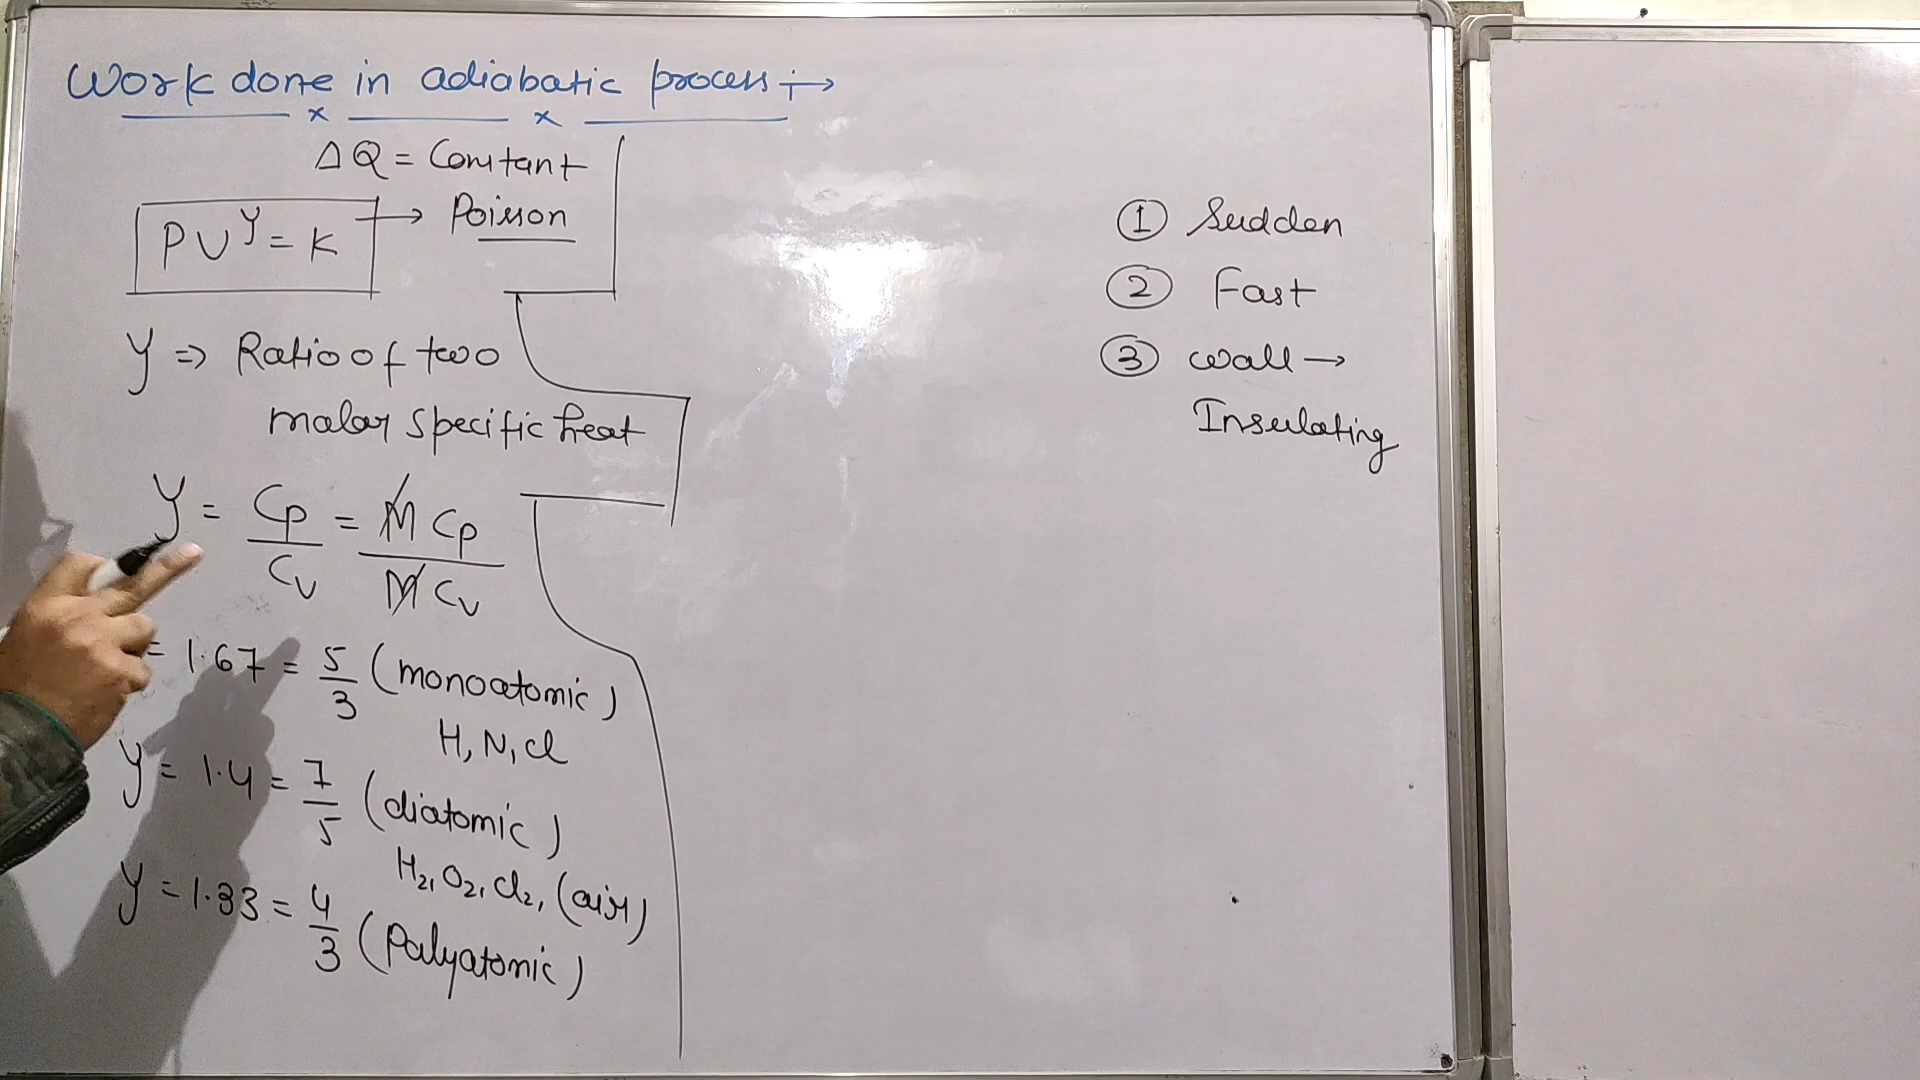 Work done in adiabatic process :→
ΔQ = Constant
PV^γ = K → Poisson
γ ⇒ Ratio of two
molar specific heat
γ = Cp/Cv = M Cp/M Cv
= 1.67 = 5/3 (monoatomic)
H, N, Cl
γ = 1.4 = 7/5 (diatomic)
H2, O2, Cl2, (air)
γ = 1.33 = 4/3 (Polyatomic)
① Sudden
② Fast
③ wall →
Insulating